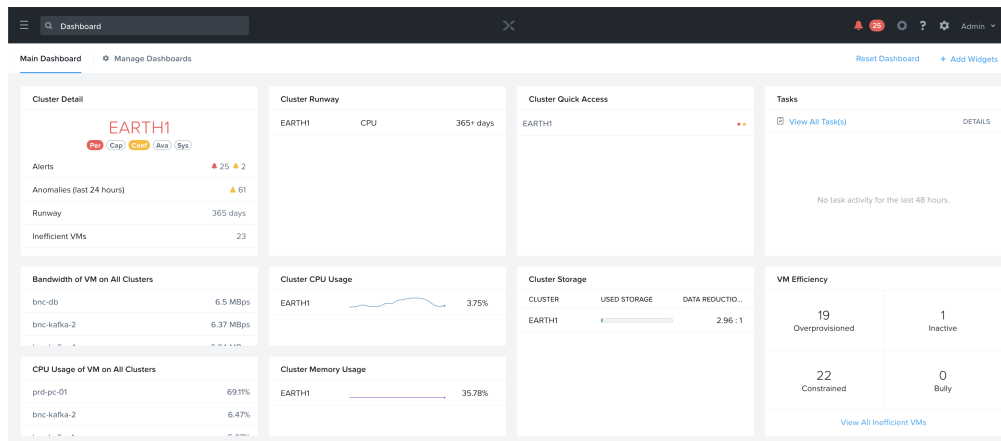 Dashboard
25
?
Admin
Main Dashboard
Manage Dashboards
Reset Dashboard
+ Add Widgets
Cluster Detail
EARTH1
Per Cap Conf Ava Sys
Alerts 25 2
Anomalies (last 24 hours) 61
Runway 365 days
Inefficient VMs 23
Cluster Runway
EARTH1 CPU 365+ days
Cluster Quick Access
EARTH1
Tasks
View All Task(s) DETAILS
No task activity for the last 48 hours.
Bandwidth of VM on All Clusters
bnc-db 6.5 MBps
bnc-kafka-2 6.37 MBps
CPU Usage of VM on All Clusters
prd-pc-01 69.11%
bnc-kafka-2 6.47%
Cluster CPU Usage
EARTH1 3.75%
Cluster Memory Usage
EARTH1 35.78%
Cluster Storage
CLUSTER USED STORAGE DATA REDUCTIO...
EARTH1 2.96 : 1
VM Efficiency
19
Overprovisioned
1
Inactive
22
Constrained
0
Bully
View All Inefficient VMs